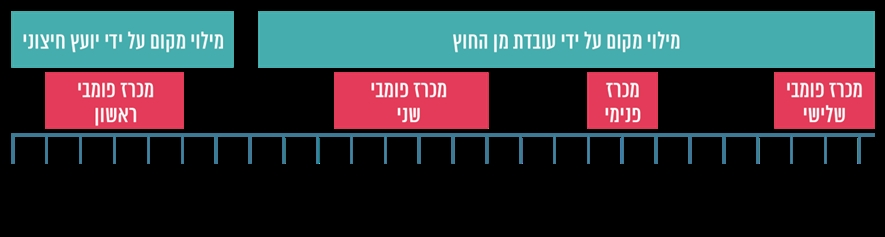 מילוי מקום על ידי יועץ חיצוני
מילוי מקום על ידי עובדת מן החוץ
מכרז פומבי
ראשון
מכרז פומבי
שני
מכרז
פנימי
מכרז פומבי
שלישי